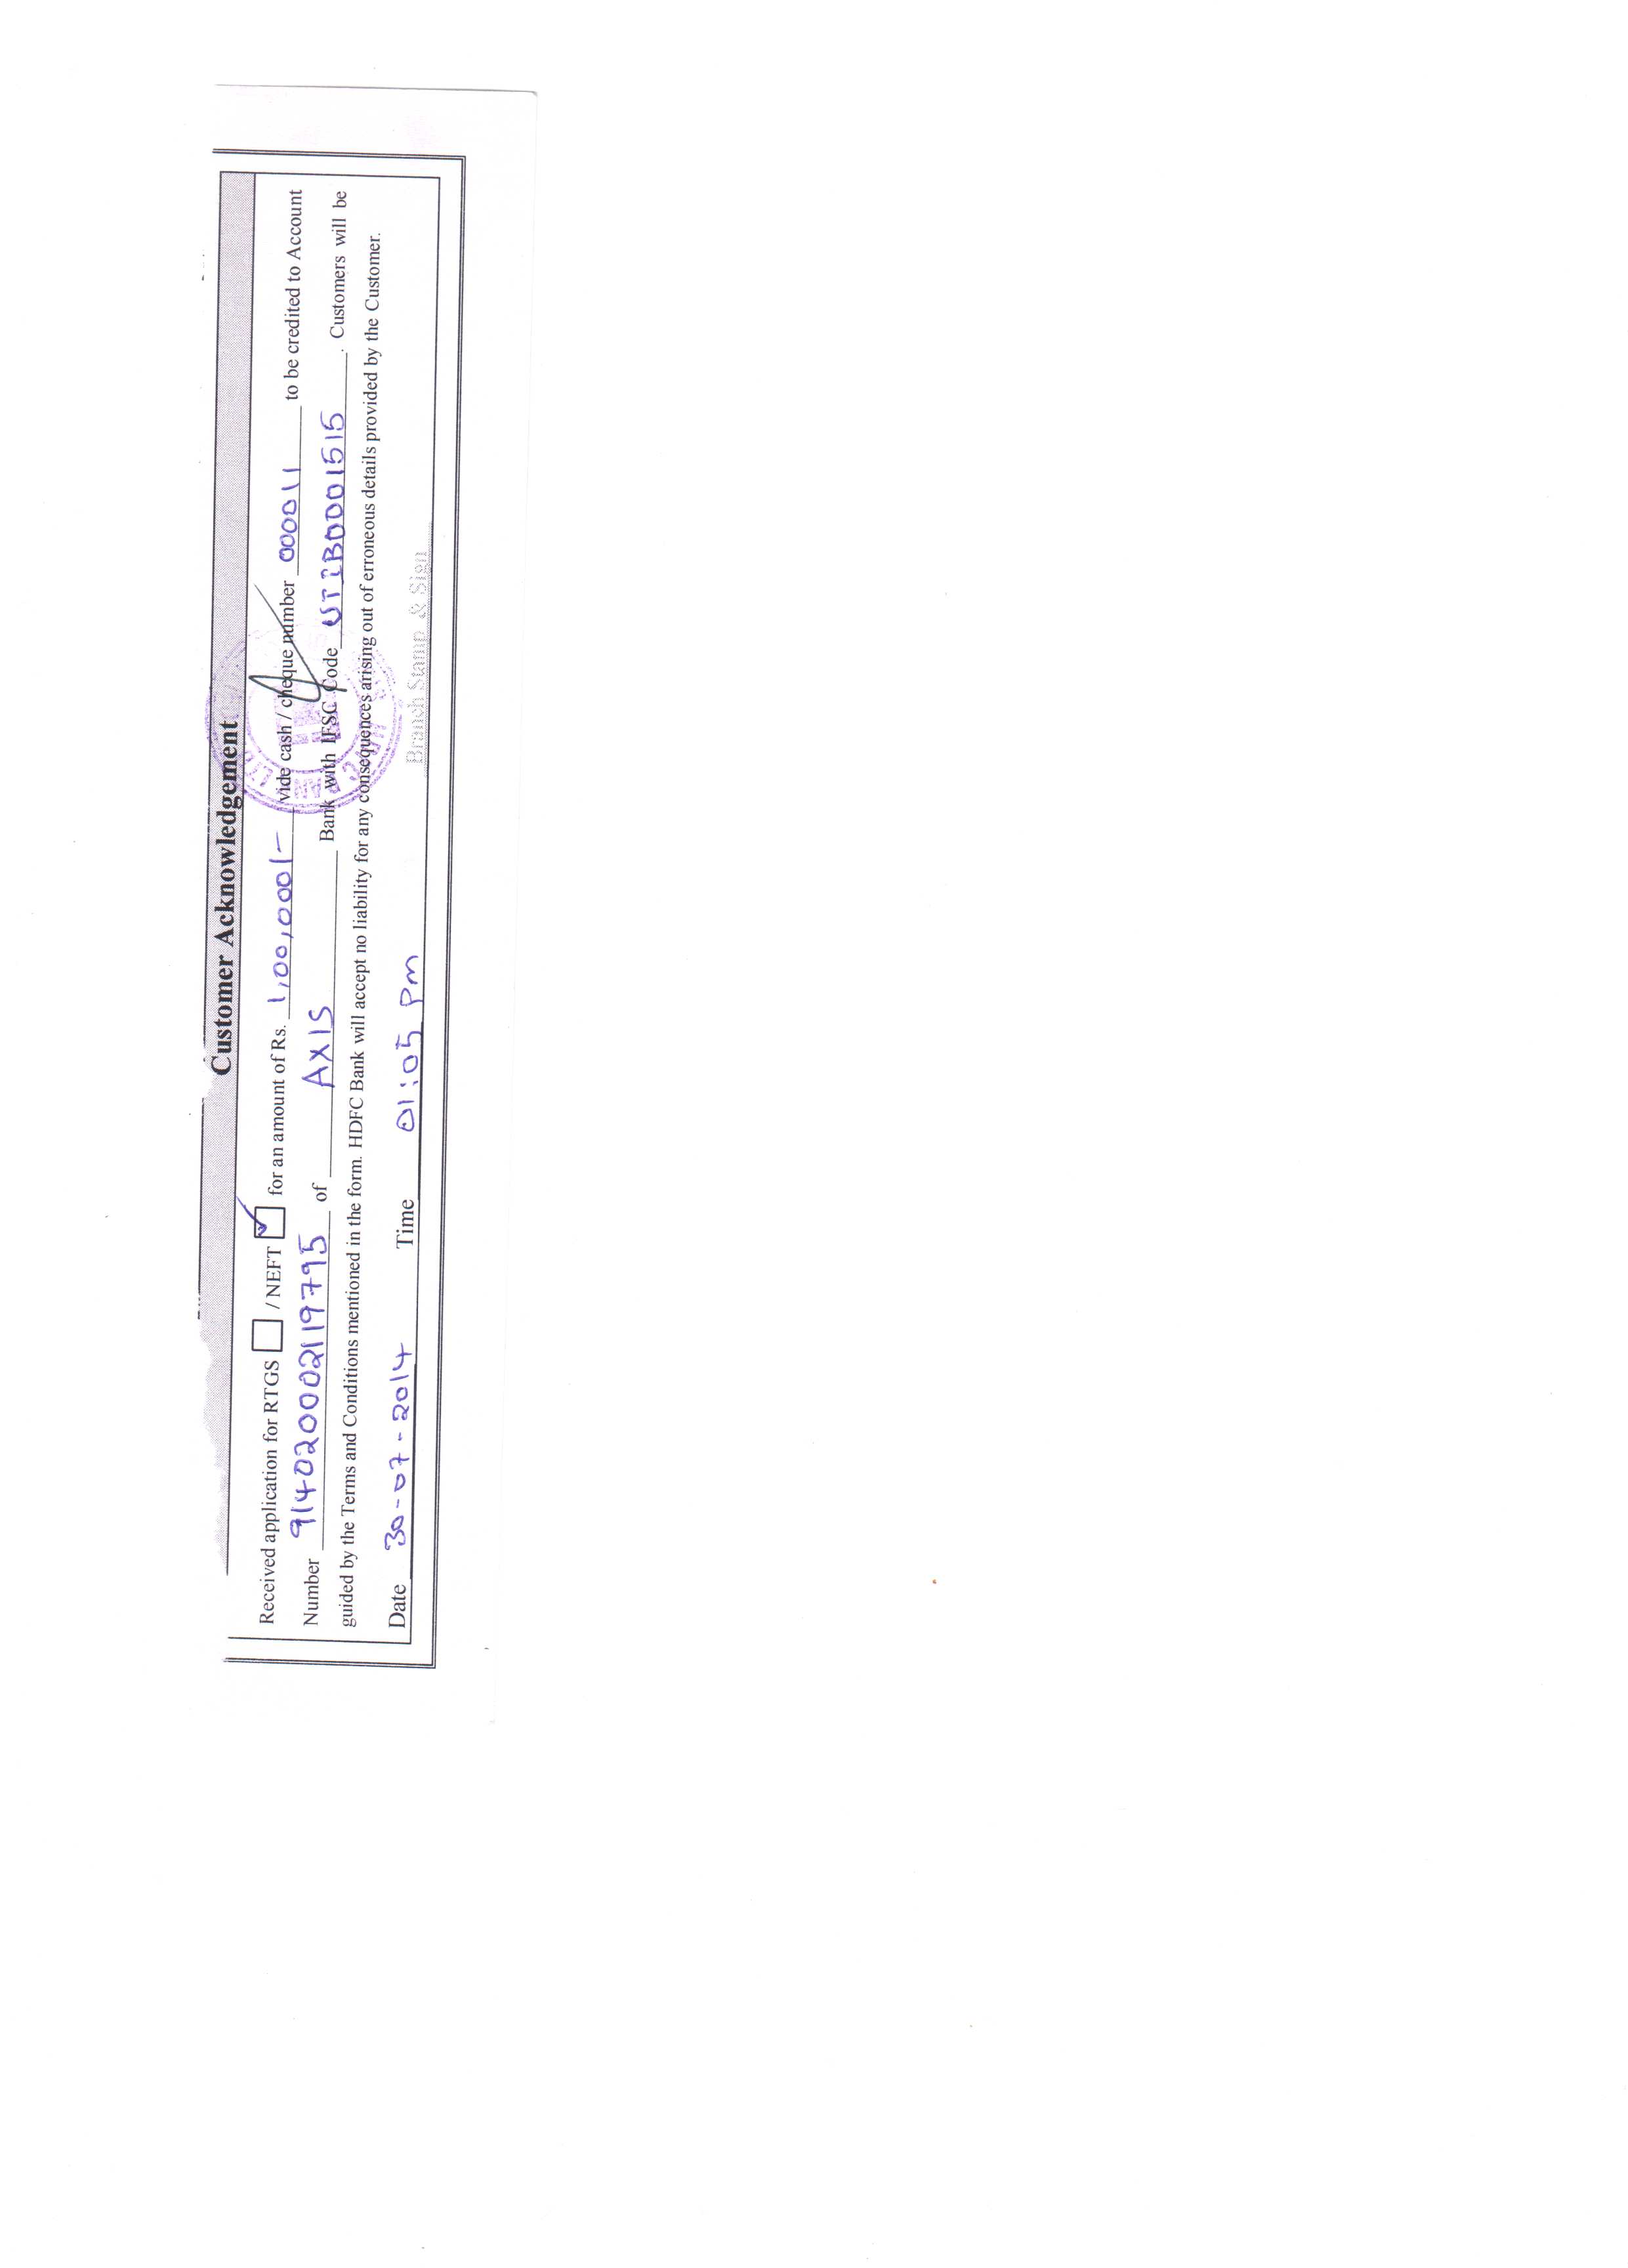 Customer Acknowledgement
Received application for RTGS / NEFT for an amount of Rs. 1,00,000/- vide cash / cheque number 000011 to be credited to Account
Number 914020002119795 of AXIS Bank with IFSC Code UTIB0001515. Customers will be
guided by the Terms and Conditions mentioned in the form. HDFC Bank will accept no liability for any consequences arising out of erroneous details provided by the Customer.
Date 30-07-2014 Time 01:05 Pm
Branch Stamp & Sign